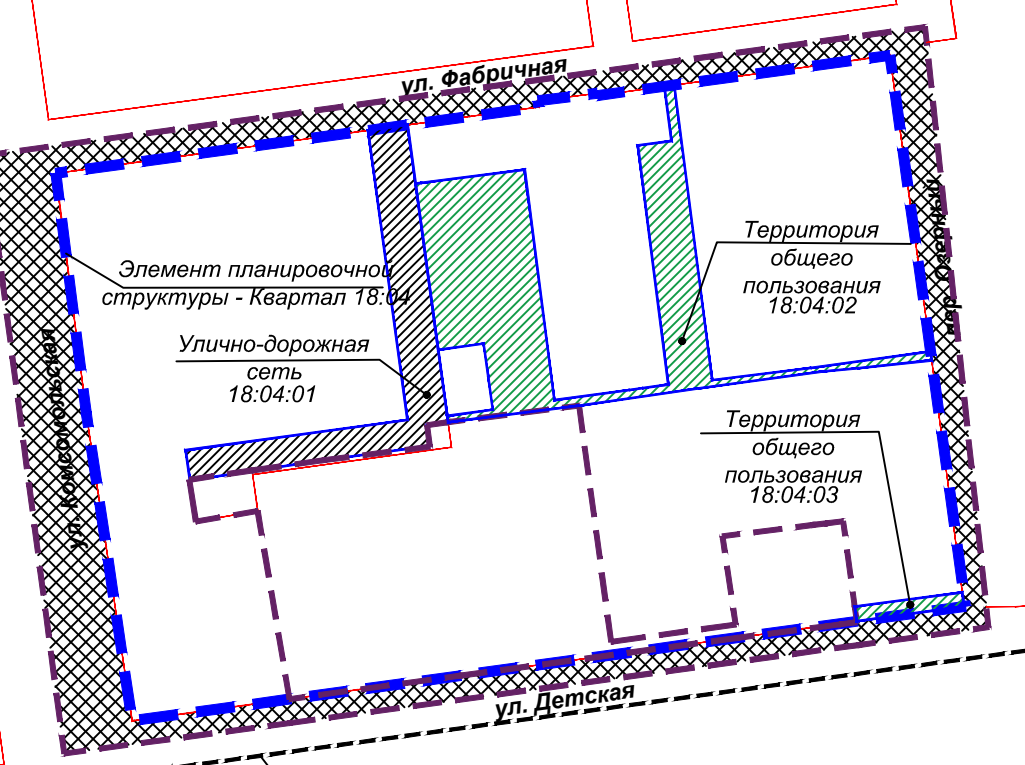 ул. Фабричная
Территория
общего
пользования
18:04:02
пер. Озерный
Элемент планировочной
структуры - Квартал 18:04
Улично-дорожная
сеть
18:04:01
ул. Комсомольская
Территория
общего
пользования
18:04:03
ул. Детская